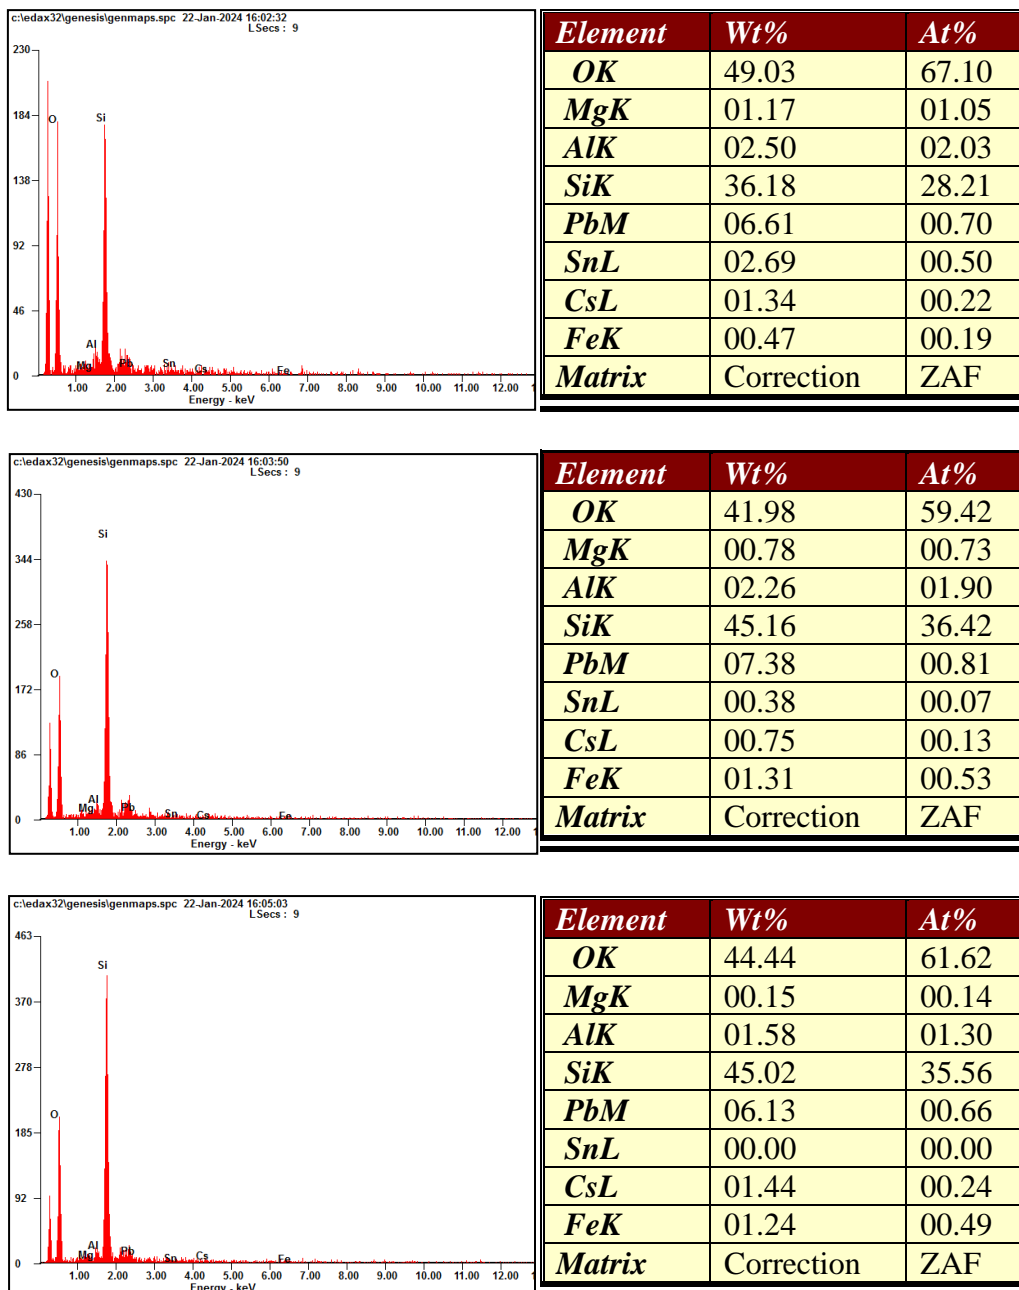 c:\edax32\genesis\genmaps.spc 22-Jan-2024 16:02:32
LSecs : 9
230
184
138
92
46
0
O
Si
Mg
Al
Pb
Sn
Cs
Fe
1.00 2.00 3.00 4.00 5.00 6.00 7.00 8.00 9.00 10.00 11.00 12.00
Energy - keV
Element Wt% At%
OK 49.03 67.10
MgK 01.17 01.05
AlK 02.50 02.03
SiK 36.18 28.21
PbM 06.61 00.70
SnL 02.69 00.50
CsL 01.34 00.22
FeK 00.47 00.19
Matrix Correction ZAF
c:\edax32\genesis\genmaps.spc 22-Jan-2024 16:03:50
LSecs : 9
430
344
258
172
86
0
O
Si
Mg
Al
Pb
Sn
Cs
Fe
1.00 2.00 3.00 4.00 5.00 6.00 7.00 8.00 9.00 10.00 11.00 12.00
Energy - keV
Element Wt% At%
OK 41.98 59.42
MgK 00.78 00.73
AlK 02.26 01.90
SiK 45.16 36.42
PbM 07.38 00.81
SnL 00.38 00.07
CsL 00.75 00.13
FeK 01.31 00.53
Matrix Correction ZAF
c:\edax32\genesis\genmaps.spc 22-Jan-2024 16:05:03
LSecs : 9
463
370
278
185
92
0
O
Si
Mg
Al
Pb
Sn
Cs
Fe
1.00 2.00 3.00 4.00 5.00 6.00 7.00 8.00 9.00 10.00 11.00 12.00
Energy - keV
Element Wt% At%
OK 44.44 61.62
MgK 00.15 00.14
AlK 01.58 01.30
SiK 45.02 35.56
PbM 06.13 00.66
SnL 00.00 00.00
CsL 01.44 00.24
FeK 01.24 00.49
Matrix Correction ZAF